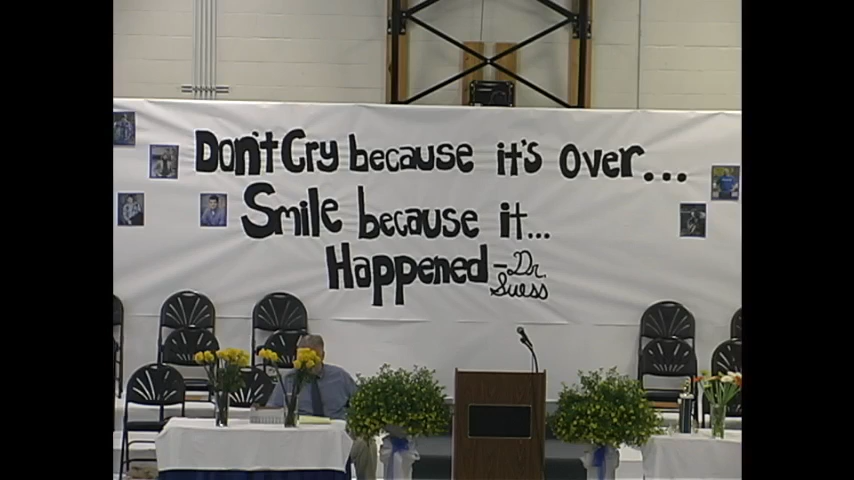 Don't Cry because it's over...
Smile because it...
Happened -Dr.
Suess